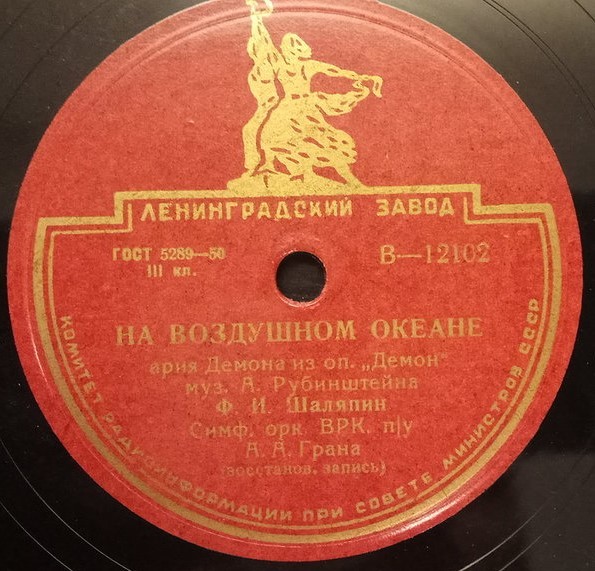 ЛЕНИНГРАДСКИЙ ЗАВОД
ГОСТ 5289—50
III кл.
В—12102
НА ВОЗДУШНОМ ОКЕАНЕ
ария Демона из оп. „Демон"
муз. А. Рубинштейна
Ф. И. Шаляпин
Симф. орк. ВРК. п/у
А. А. Грана
(восстанов. запись)
КОМИТЕТ РАДИОИНФОРМАЦИИ ПРИ СОВЕТЕ МИНИСТРОВ СССР